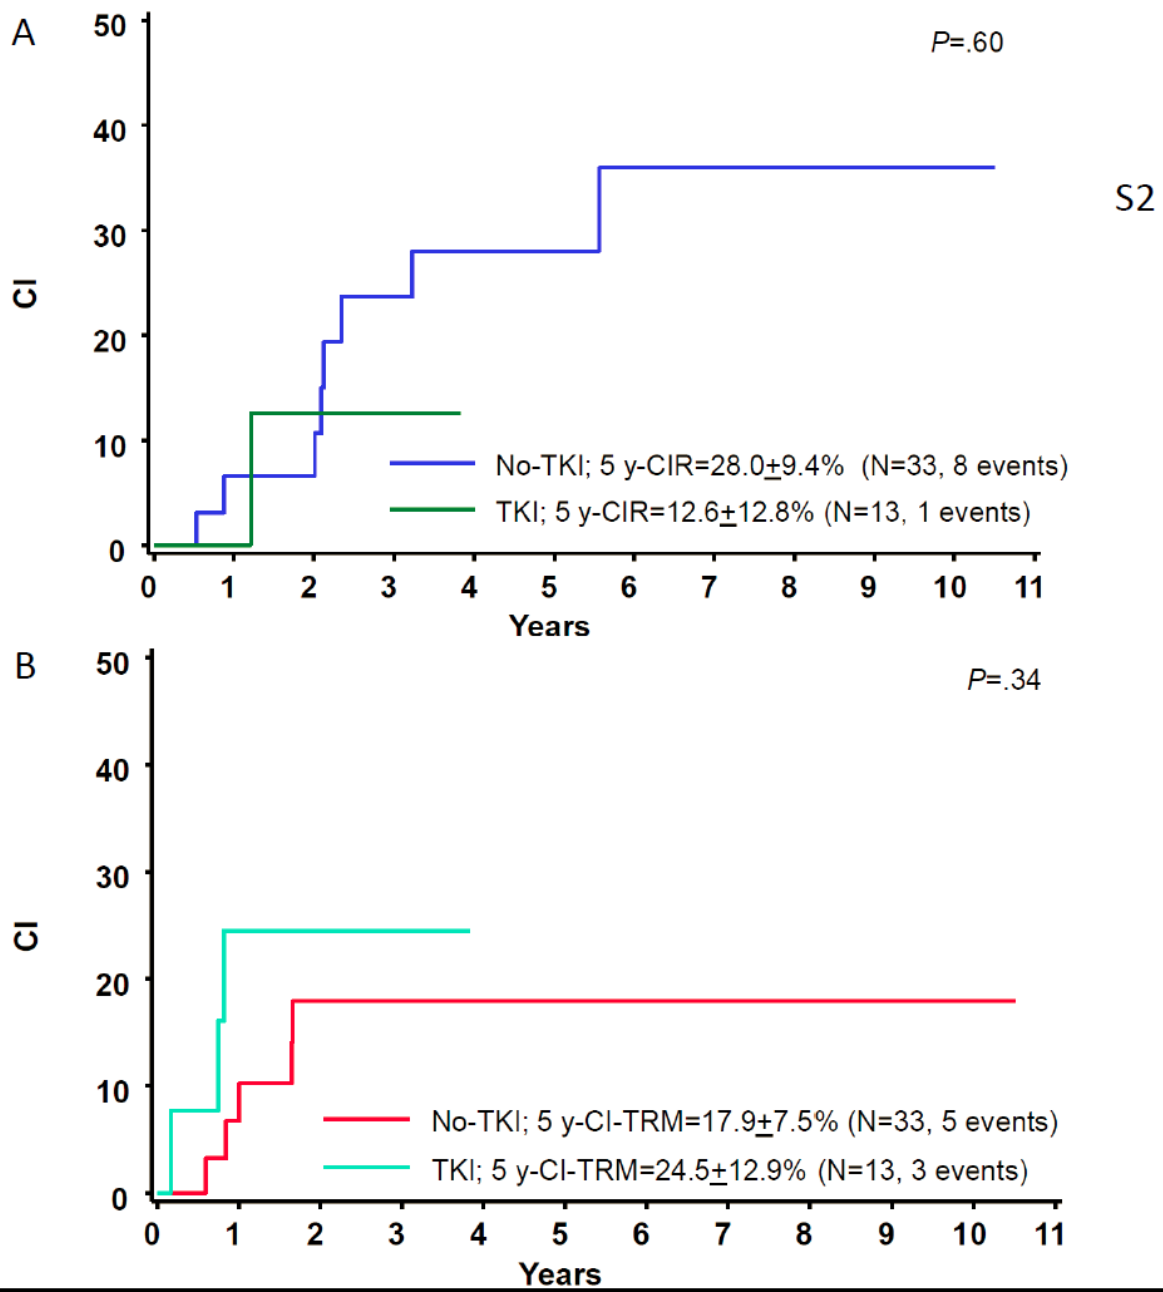 A
50
P=.60
40
S2
30
CI
20
10
No-TKI; 5 y-CIR=28.0±9.4% (N=33, 8 events)
TKI; 5 y-CIR=12.6±12.8% (N=13, 1 events)
0
0 1 2 3 4 5 6 7 8 9 10 11
Years
B
50
P=.34
40
30
CI
20
10
No-TKI; 5 y-CI-TRM=17.9±7.5% (N=33, 5 events)
TKI; 5 y-CI-TRM=24.5±12.9% (N=13, 3 events)
0
0 1 2 3 4 5 6 7 8 9 10 11
Years